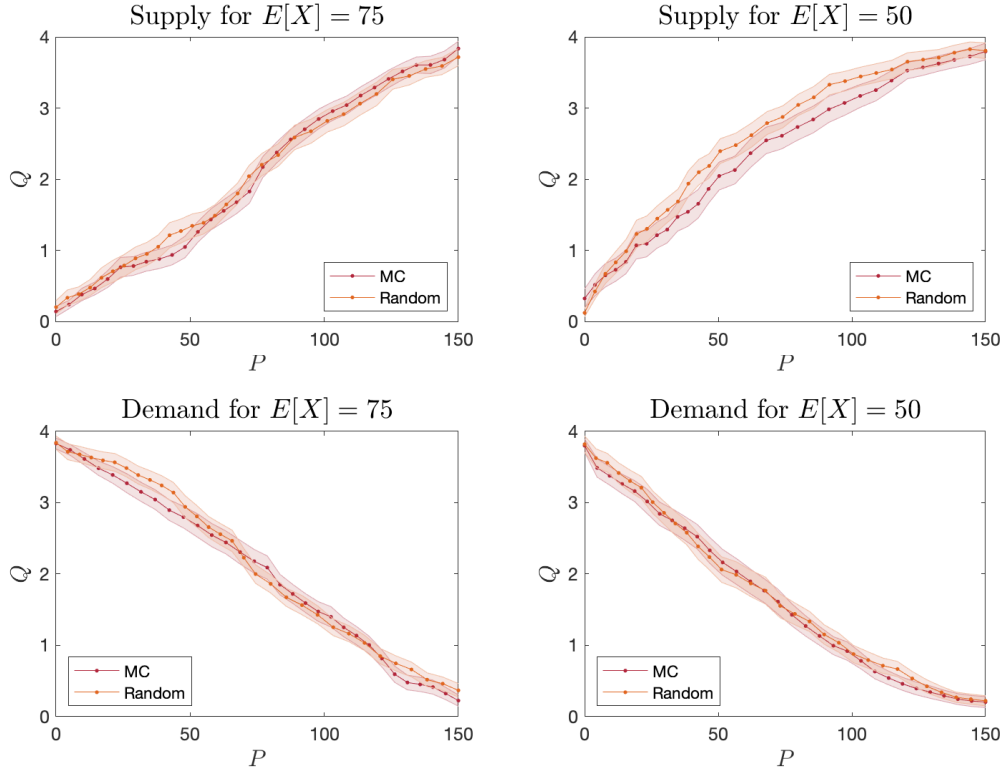 Supply for E[X] = 75
4
3
2
1
0
Q
MC
Random
0 50 100 150
P
Supply for E[X] = 50
4
3
2
1
0
Q
MC
Random
0 50 100 150
P
Demand for E[X] = 75
4
3
2
1
0
Q
MC
Random
0 50 100 150
P
Demand for E[X] = 50
4
3
2
1
0
Q
MC
Random
0 50 100 150
P